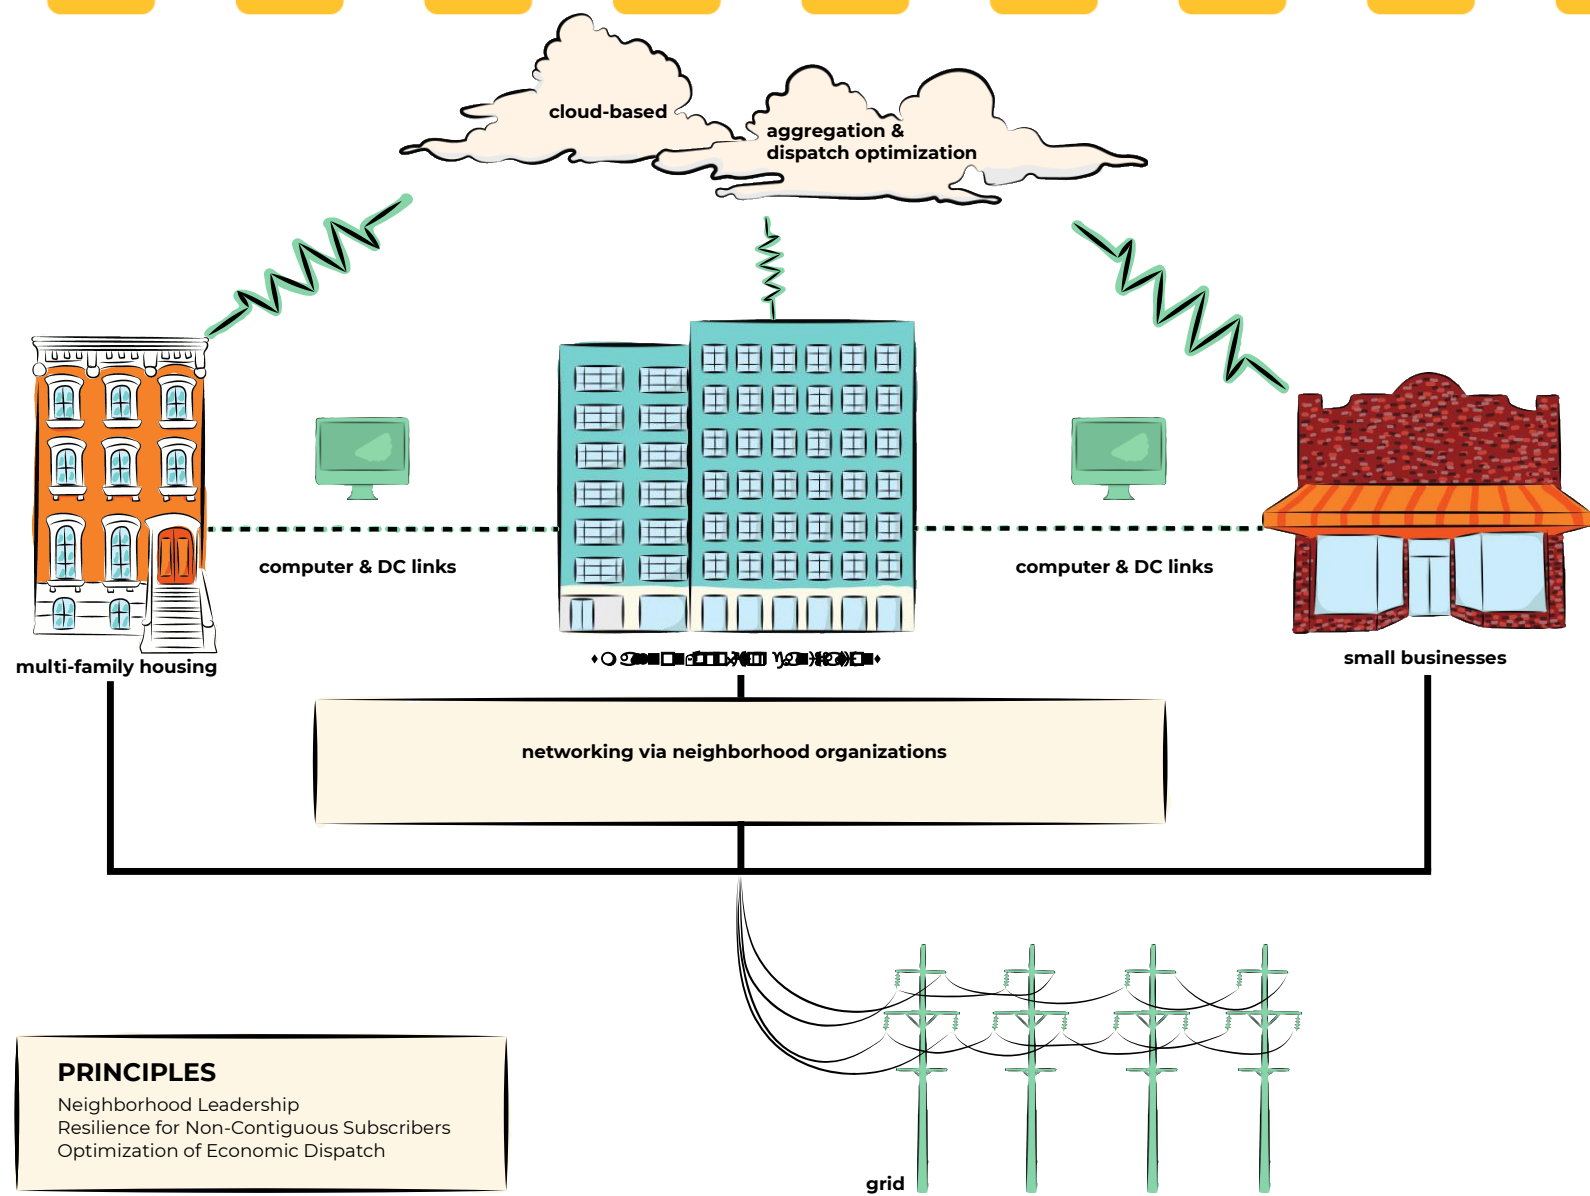 cloud-based
aggregation &
dispatch optimization
computer & DC links
computer & DC links
multi-family housing
small businesses
networking via neighborhood organizations
PRINCIPLES
Neighborhood Leadership
Resilience for Non-Contiguous Subscribers
Optimization of Economic Dispatch
grid